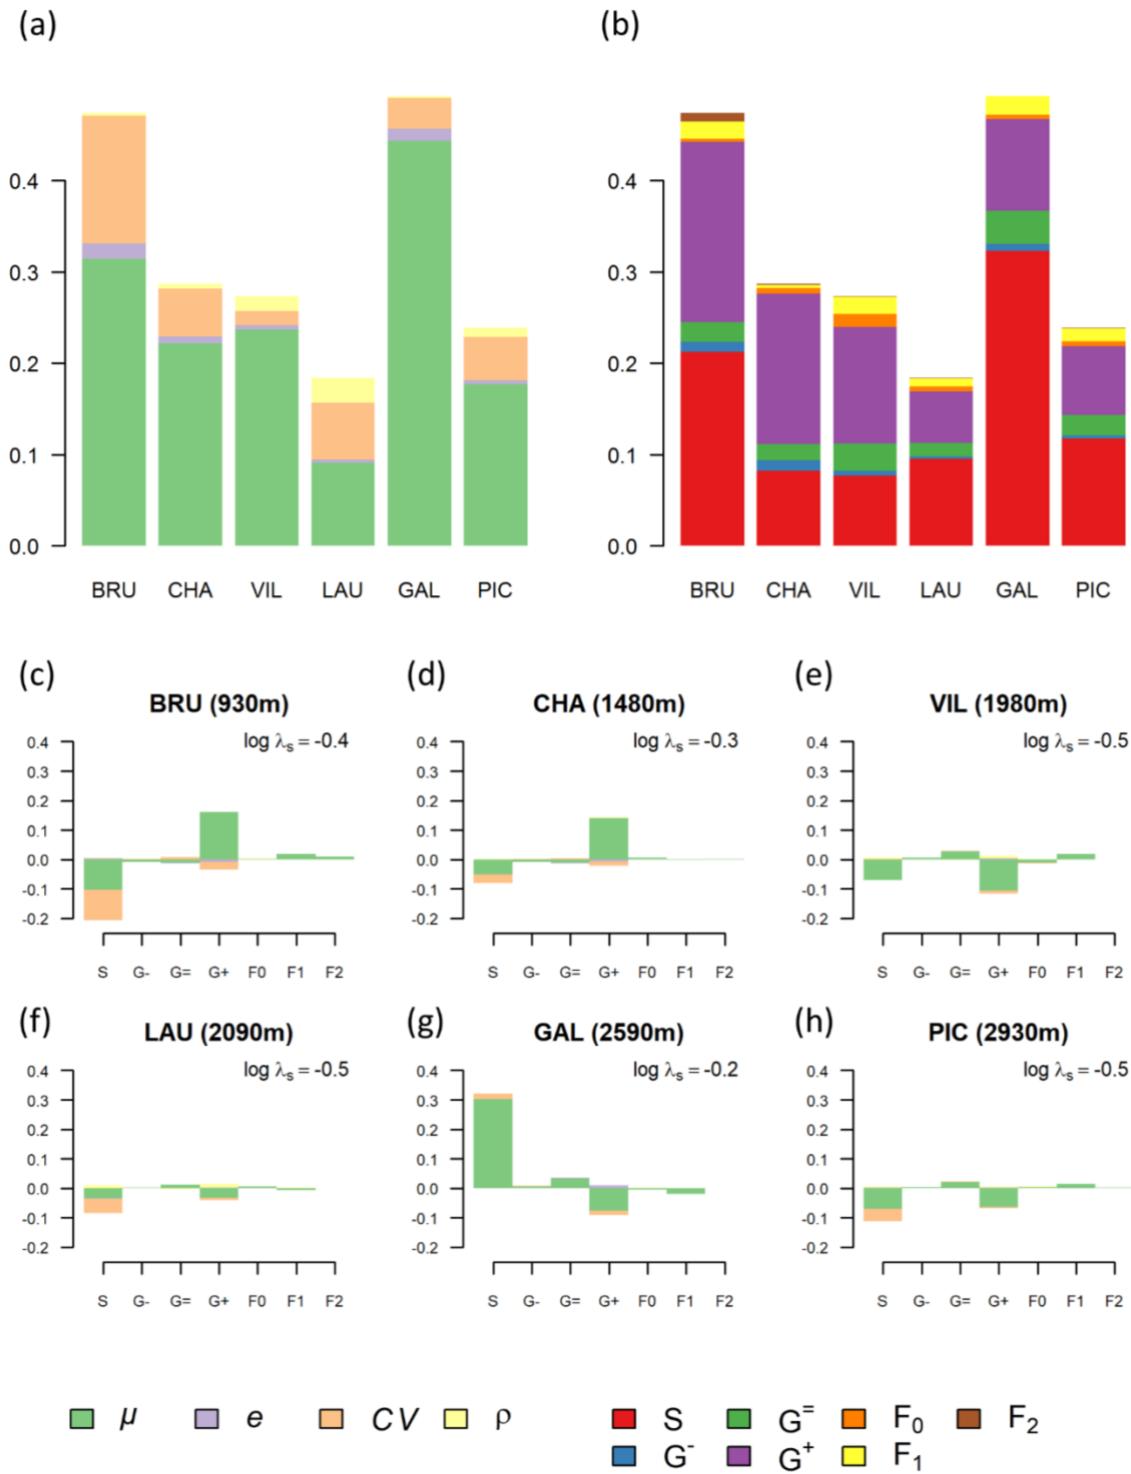 (a) (b)
0.4 0.4
0.3 0.3
0.2 0.2
0.1 0.1
0.0 0.0
BRU CHA VIL LAU GAL PIC BRU CHA VIL LAU GAL PIC
(c) (d) (e)
BRU (930m) CHA (1480m) VIL (1980m)
log λs = -0.4 log λs = -0.3 log λs = -0.5
0.4 0.4 0.4
0.3 0.3 0.3
0.2 0.2 0.2
0.1 0.1 0.1
0.0 0.0 0.0
-0.1 -0.1 -0.1
-0.2 -0.2 -0.2
S G- G= G+ F0 F1 F2 S G- G= G+ F0 F1 F2 S G- G= G+ F0 F1 F2
(f) (g) (h)
LAU (2090m) GAL (2590m) PIC (2930m)
log λs = -0.5 log λs = -0.2 log λs = -0.5
0.4 0.4 0.4
0.3 0.3 0.3
0.2 0.2 0.2
0.1 0.1 0.1
0.0 0.0 0.0
-0.1 -0.1 -0.1
-0.2 -0.2 -0.2
S G- G= G+ F0 F1 F2 S G- G= G+ F0 F1 F2 S G- G= G+ F0 F1 F2
μ e CV ρ S G= F0 F2
G- G+ F1